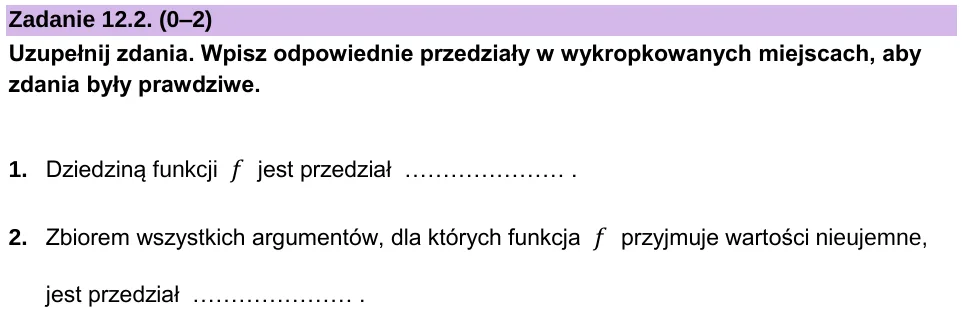 Zadanie 12.2. (0–2)
Uzupełnij zdania. Wpisz odpowiednie przedziały w wykropkowanych miejscach, aby
zdania były prawdziwe.
1. Dziedziną funkcji f jest przedział ..................... .
2. Zbiorem wszystkich argumentów, dla których funkcja f przyjmuje wartości nieujemne,
jest przedział ..................... .